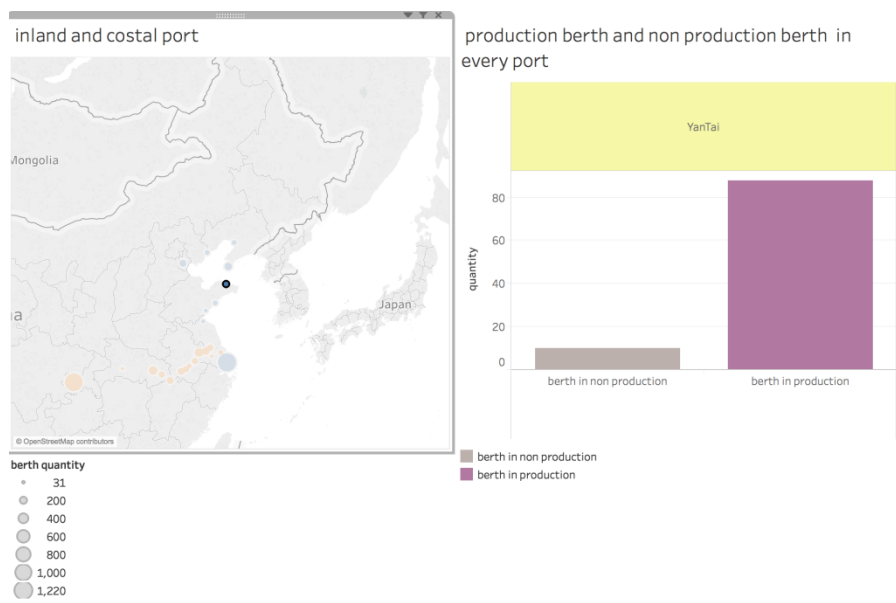 inland and costal port
Mongolia
a
Japan
© OpenStreetMap contributors
berth quantity
31
200
400
600
800
1,000
1,220
production berth and non production berth in
every port
YanTai
quantity
80
60
40
20
0
berth in non production
berth in production
berth in non production
berth in production